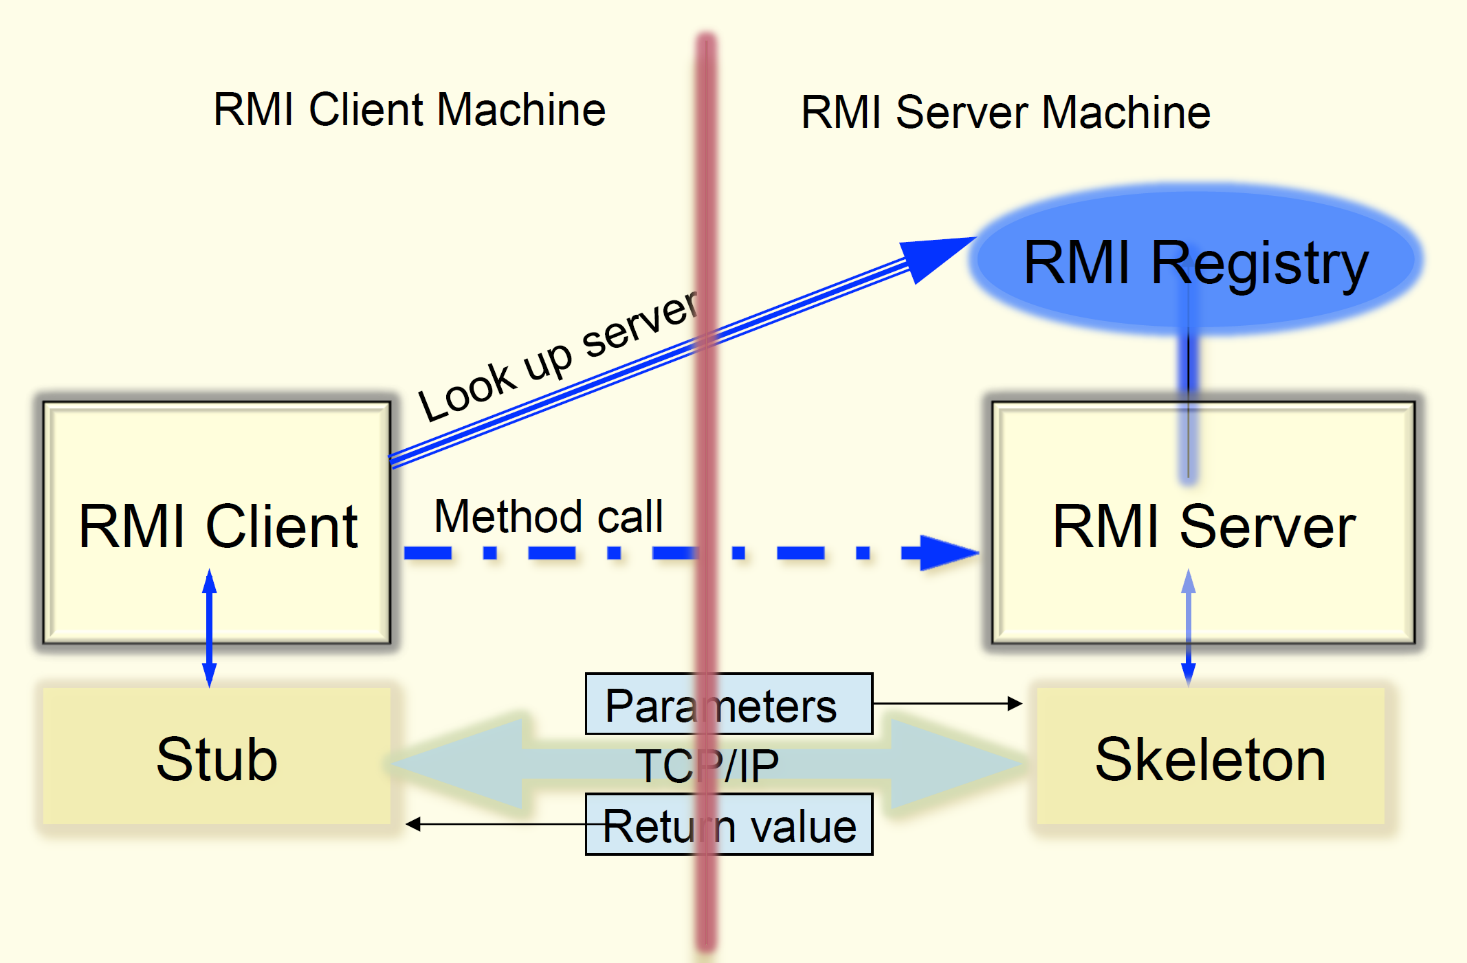 RMI Client Machine
RMI Server Machine
RMI Registry
Look up server
RMI Client
Method call
RMI Server
Parameters
Stub
TCP/IP
Skeleton
Return value